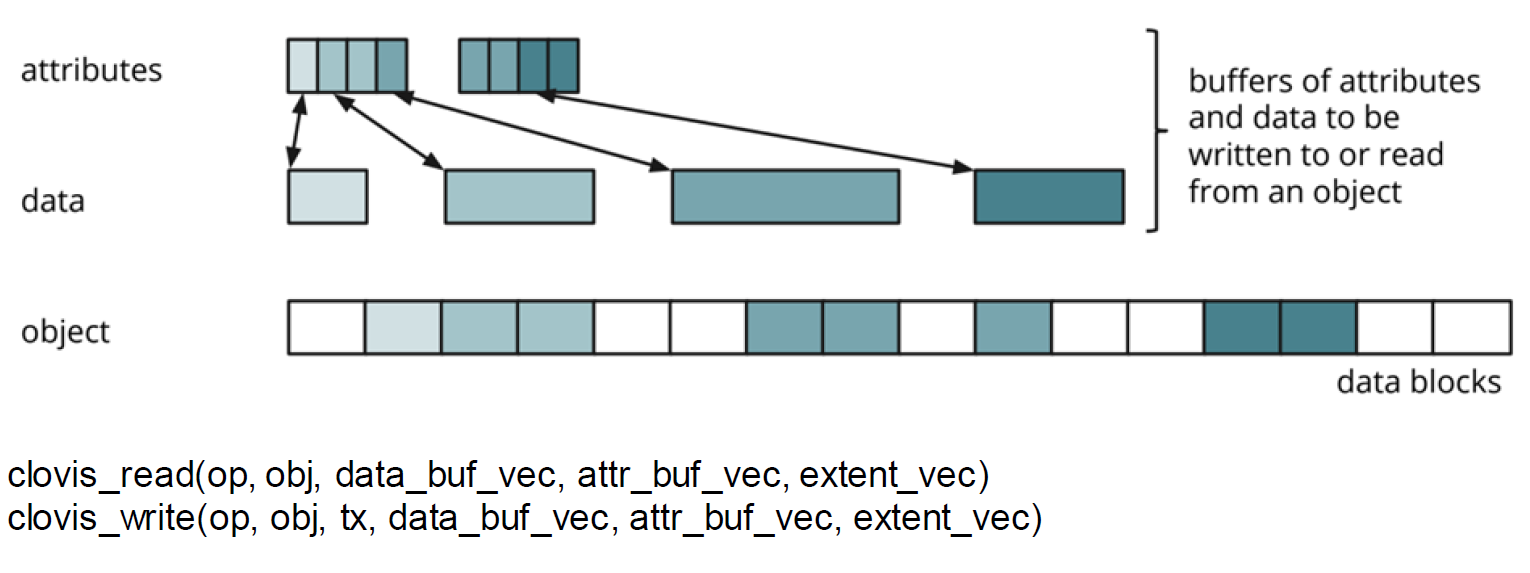 attributes
buffers of attributes
and data to be
written to or read
from an object
data
object
data blocks
clovis_read(op, obj, data_buf_vec, attr_buf_vec, extent_vec)
clovis_write(op, obj, tx, data_buf_vec, attr_buf_vec, extent_vec)